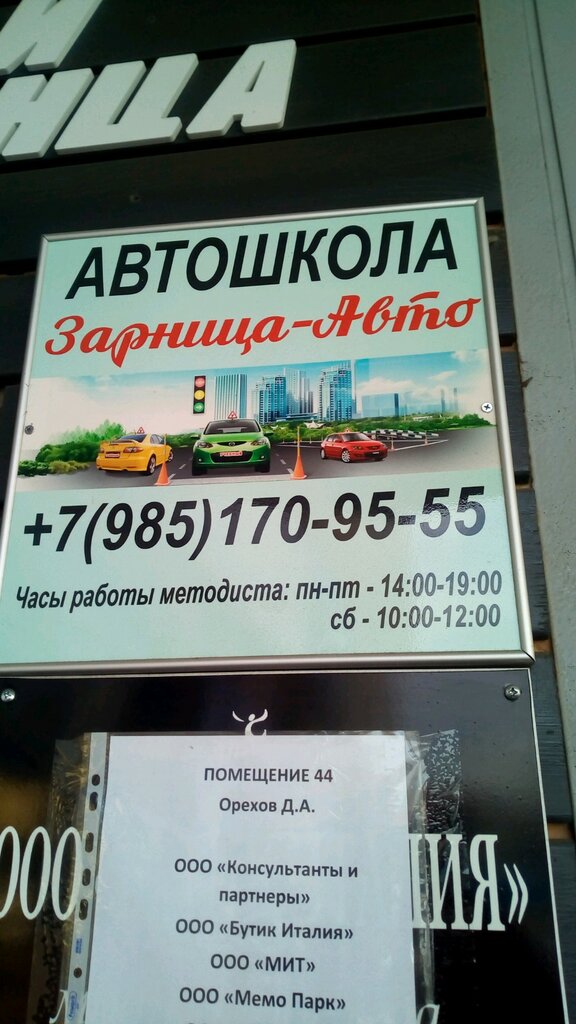 НЦА
АВТОШКОЛА
Зарница-Авто
+7(985)170-95-55
Часы работы методиста: пн-пт - 14:00-19:00
сб - 10:00-12:00
ПОМЕЩЕНИЕ 44
Орехов Д.А.
ООО «Консультанты и
партнеры»
ООО «Бутик Италия»
ООО «МИТ»
ООО «Мемо Парк»
ООО